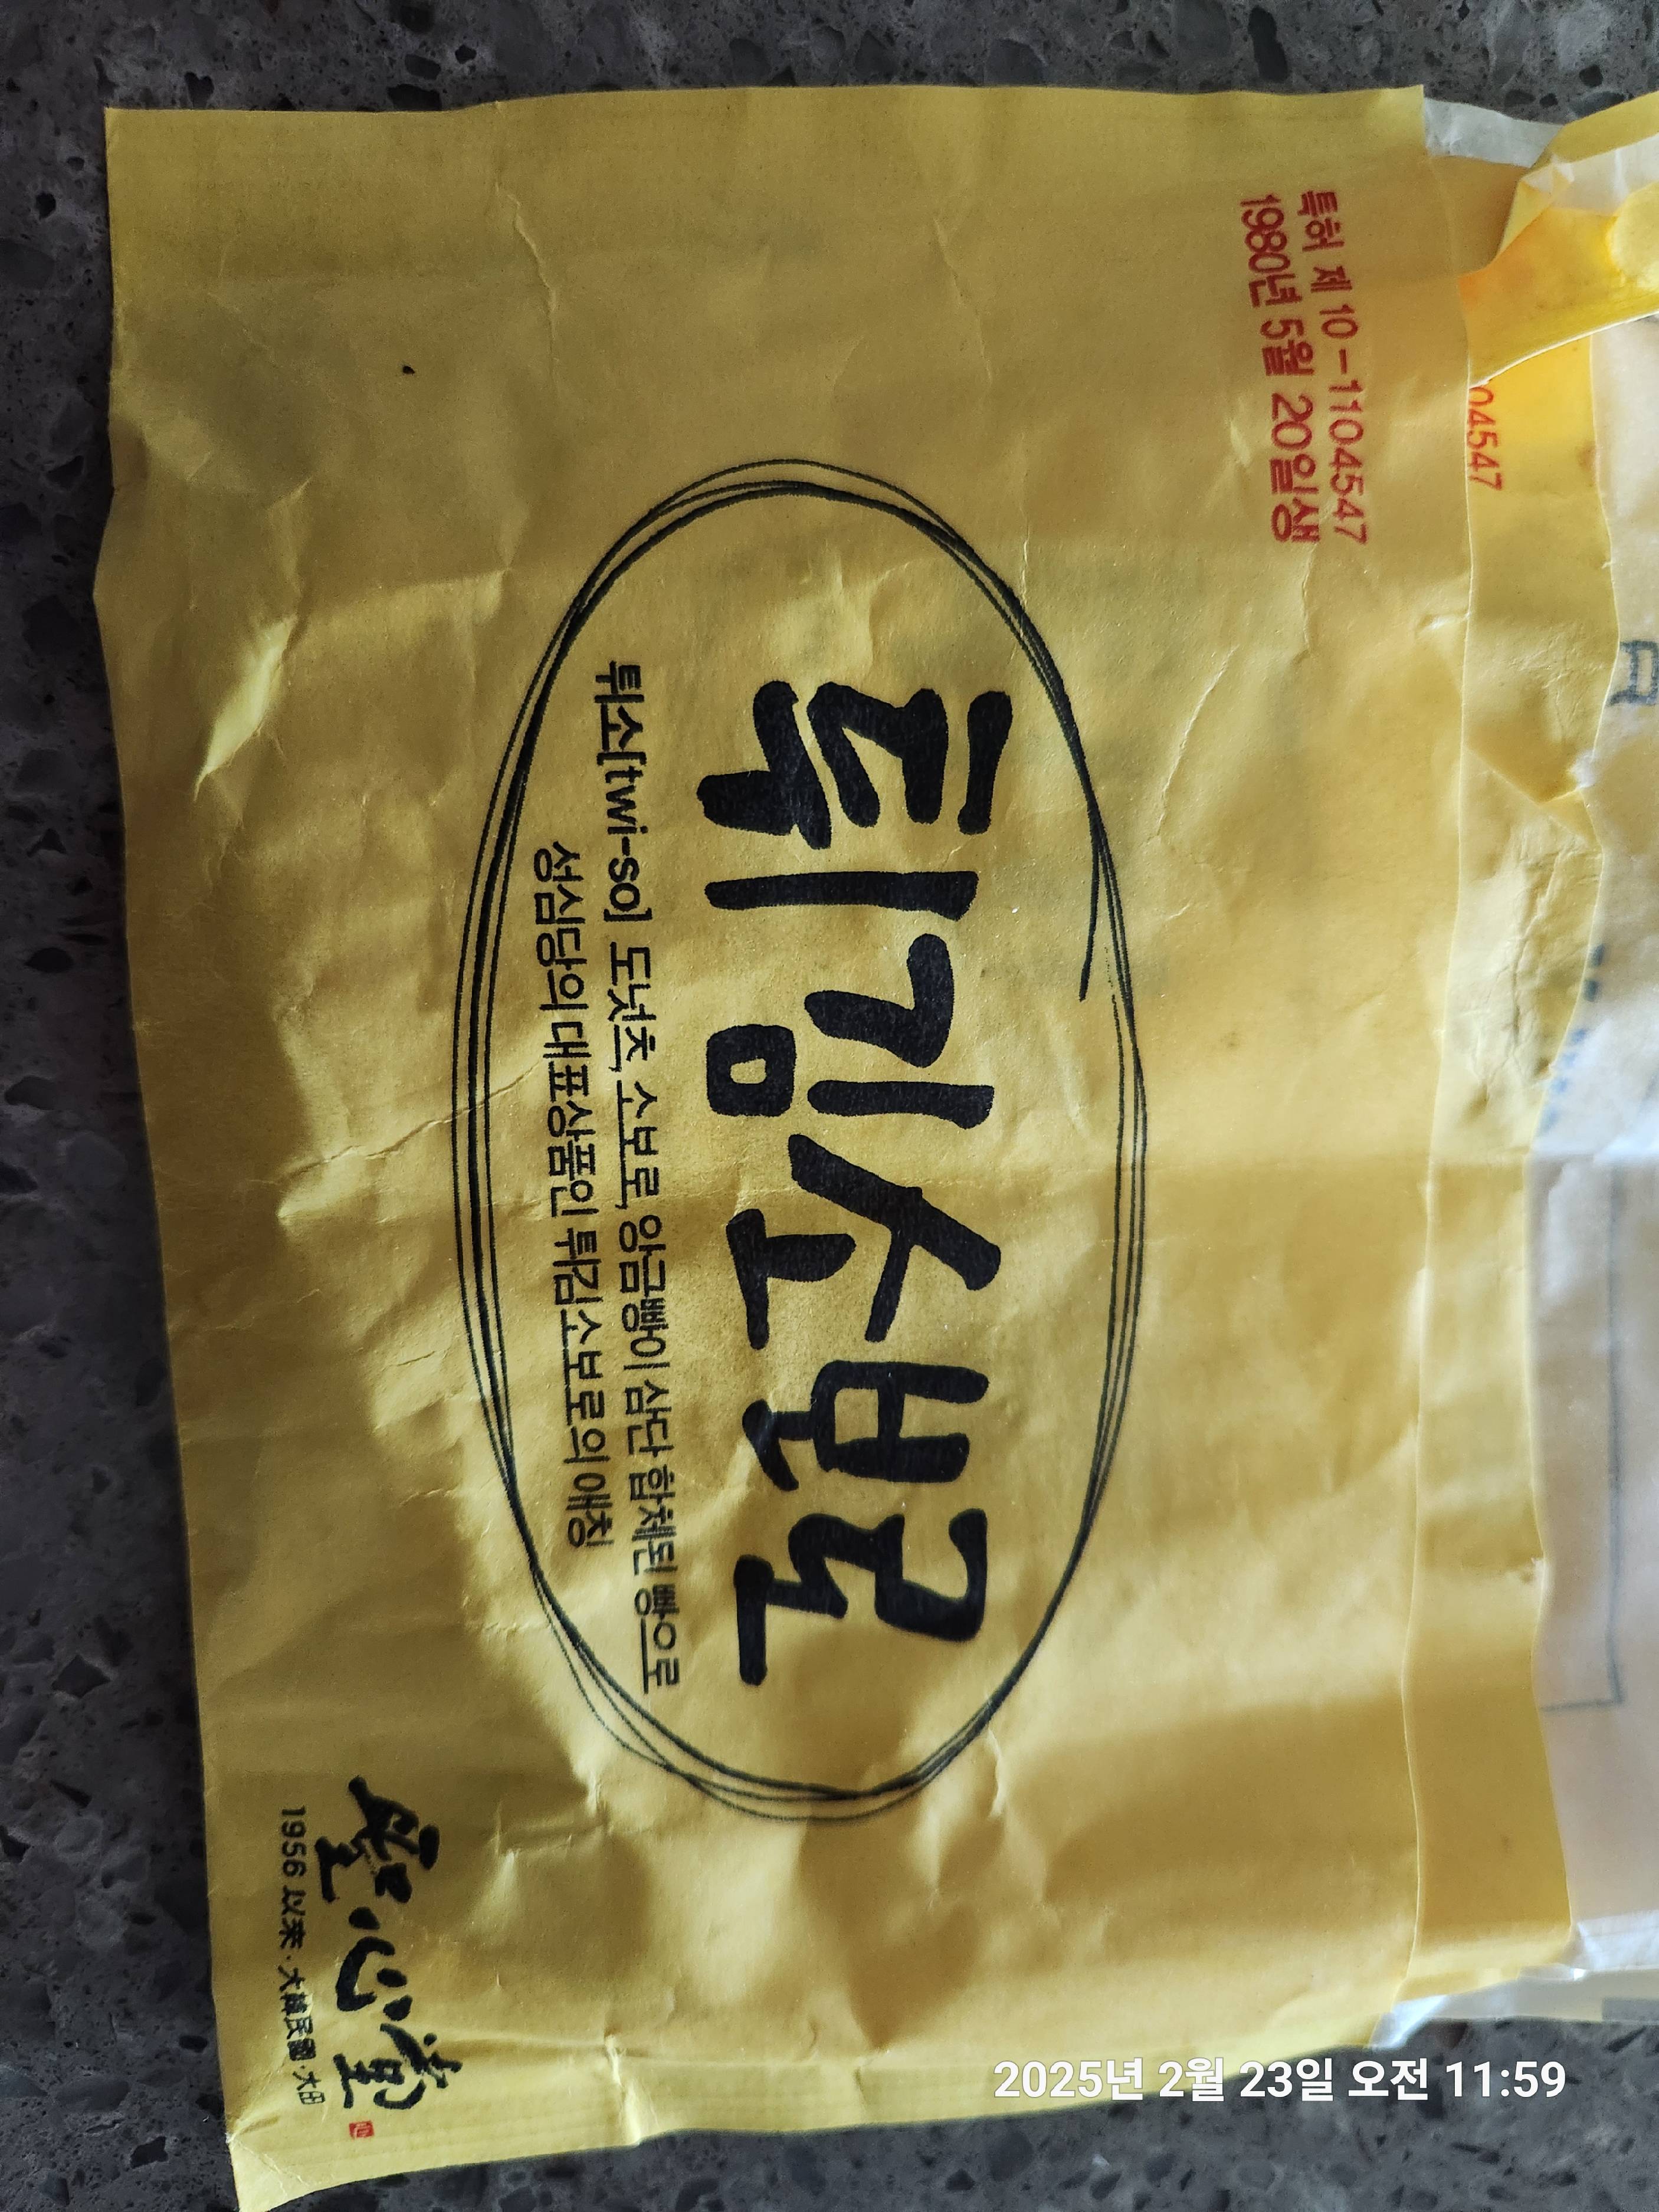 특허 제 10-1104547
1980년 5월 20일생
04547
튀김소보로
튀소[twi-so] 도넛츠, 소보로, 앙금빵이 삼단 합체된 빵으로
성심당의 대표상품인 튀김소보로의 애칭
聖心堂
1956 以来·大韓民國·大田
2025년 2월 23일 오전 11:59